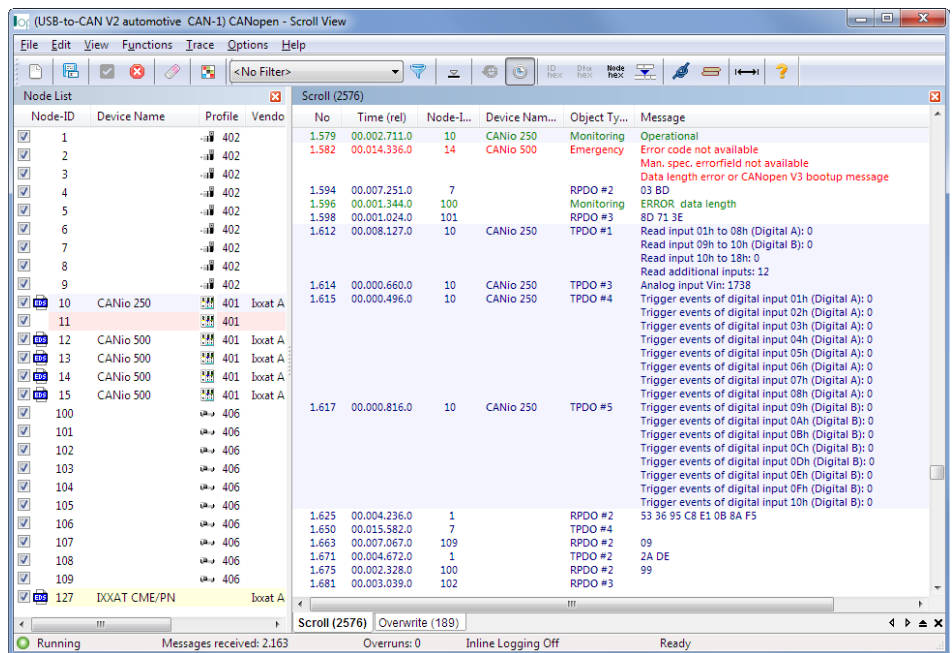 (USB-to-CAN V2 automotive CAN-1) CANopen - Scroll View
File Edit View Functions Trace Options Help
<No Filter> ID hex Dta hex Node hex
Node List
Node-ID Device Name Profile Vendo
1 402
2 402
3 402
4 402
5 402
6 402
7 402
8 402
9 402
EDS 10 CANio 250 401 Ixxat A
11 401
EDS 12 CANio 500 401 Ixxat A
EDS 13 CANio 500 401 Ixxat A
EDS 14 CANio 500 401 Ixxat A
EDS 15 CANio 500 401 Ixxat A
100 406
101 406
102 406
103 406
104 406
105 406
106 406
107 406
108 406
109 406
EDS 127 IXXAT CME/PN Ixxat A
Scroll (2576)
No Time (rel) Node-I... Device Nam... Object Ty... Message
1.579 00.002.711.0 10 CANio 250 Monitoring Operational
1.582 00.014.336.0 14 CANio 500 Emergency Error code not available
Man. spec. errorfield not available
Data length error or CANopen V3 bootup message
1.594 00.007.251.0 7 RPDO #2 03 BD
1.596 00.001.344.0 100 Monitoring ERROR data length
1.598 00.001.024.0 101 RPDO #3 8D 71 3E
1.612 00.008.127.0 10 CANio 250 TPDO #1 Read input 01h to 08h (Digital A): 0
Read input 09h to 10h (Digital B): 0
Read input 10h to 18h: 0
Read additional inputs: 12
1.614 00.000.660.0 10 CANio 250 TPDO #3 Analog input Vin: 1738
1.615 00.000.496.0 10 CANio 250 TPDO #4 Trigger events of digital input 01h (Digital A): 0
Trigger events of digital input 02h (Digital A): 0
Trigger events of digital input 03h (Digital A): 0
Trigger events of digital input 04h (Digital A): 0
Trigger events of digital input 05h (Digital A): 0
Trigger events of digital input 06h (Digital A): 0
Trigger events of digital input 07h (Digital A): 0
Trigger events of digital input 08h (Digital A): 0
1.617 00.000.816.0 10 CANio 250 TPDO #5 Trigger events of digital input 09h (Digital B): 0
Trigger events of digital input 0Ah (Digital B): 0
Trigger events of digital input 0Bh (Digital B): 0
Trigger events of digital input 0Ch (Digital B): 0
Trigger events of digital input 0Dh (Digital B): 0
Trigger events of digital input 0Eh (Digital B): 0
Trigger events of digital input 0Fh (Digital B): 0
Trigger events of digital input 10h (Digital B): 0
1.625 00.004.236.0 1 RPDO #2 53 36 95 C8 E1 0B 8A F5
1.650 00.015.582.0 7 TPDO #4
1.663 00.007.067.0 109 RPDO #2 09
1.671 00.004.672.0 1 TPDO #2 2A DE
1.675 00.002.328.0 100 RPDO #2 99
1.681 00.003.039.0 102 RPDO #3
Scroll (2576) Overwrite (189)
Running Messages received: 2.163 Overruns: 0 Inline Logging Off Ready